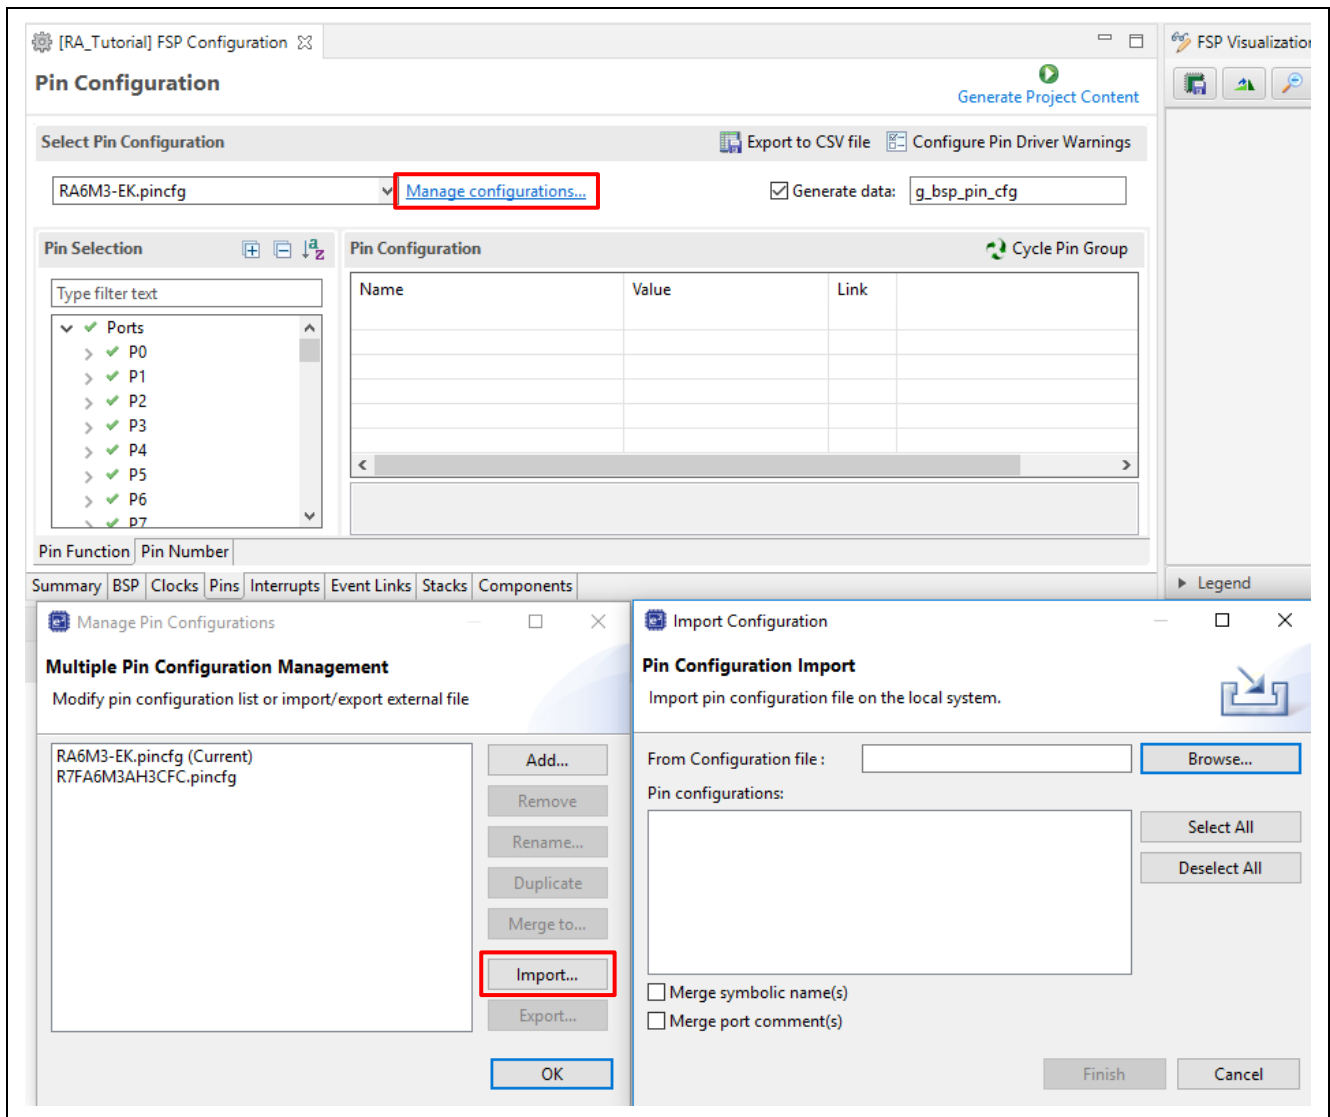 [RA_Tutorial] FSP Configuration
FSP Visualization
Pin Configuration
Generate Project Content
Select Pin Configuration
Export to CSV file
Configure Pin Driver Warnings
RA6M3-EK.pincfg
Manage configurations...
Generate data:
g_bsp_pin_cfg
Pin Selection
Pin Configuration
Cycle Pin Group
Type filter text
Name Value Link
Ports
P0
P1
P2
P3
P4
P5
P6
P7
Pin Function Pin Number
Summary BSP Clocks Pins Interrupts Event Links Stacks Components
Legend
Manage Pin Configurations
Multiple Pin Configuration Management
Modify pin configuration list or import/export external file
RA6M3-EK.pincfg (Current)
R7FA6M3AH3CFC.pincfg
Add...
Remove
Rename...
Duplicate
Merge to...
Import...
Export...
OK
Import Configuration
Pin Configuration Import
Import pin configuration file on the local system.
From Configuration file :
Browse...
Pin configurations:
Select All
Deselect All
Merge symbolic name(s)
Merge port comment(s)
Finish
Cancel